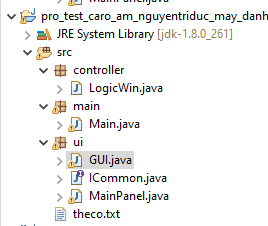 pro_test_caro_am_nguyentriduc_may_danh
JRE System Library [jdk-1.8.0_261]
src
controller
LogicWin.java
main
Main.java
ui
GUI.java
ICommon.java
MainPanel.java
theco.txt